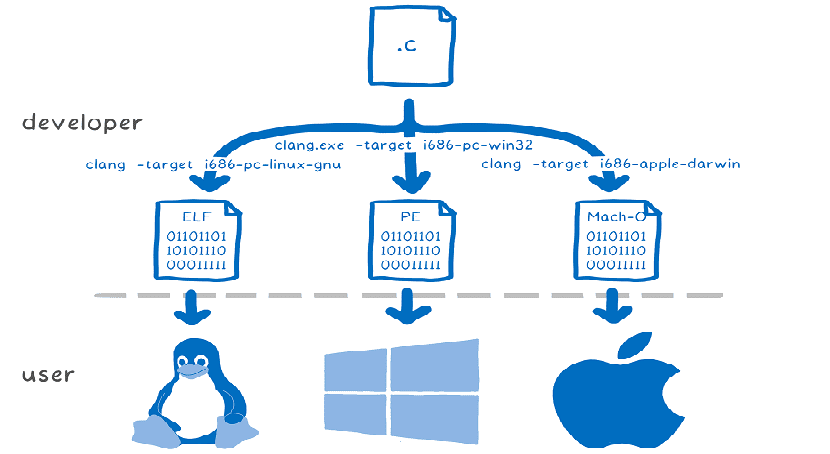 .c
developer
clang.exe -target i686-pc-win32
clang -target i686-pc-linux-gnu
clang -target i686-apple-darwin
ELF
01101101
10101110
00011111
PE
01101101
10101110
00011111
Mach-O
01101101
10101110
00011111
user